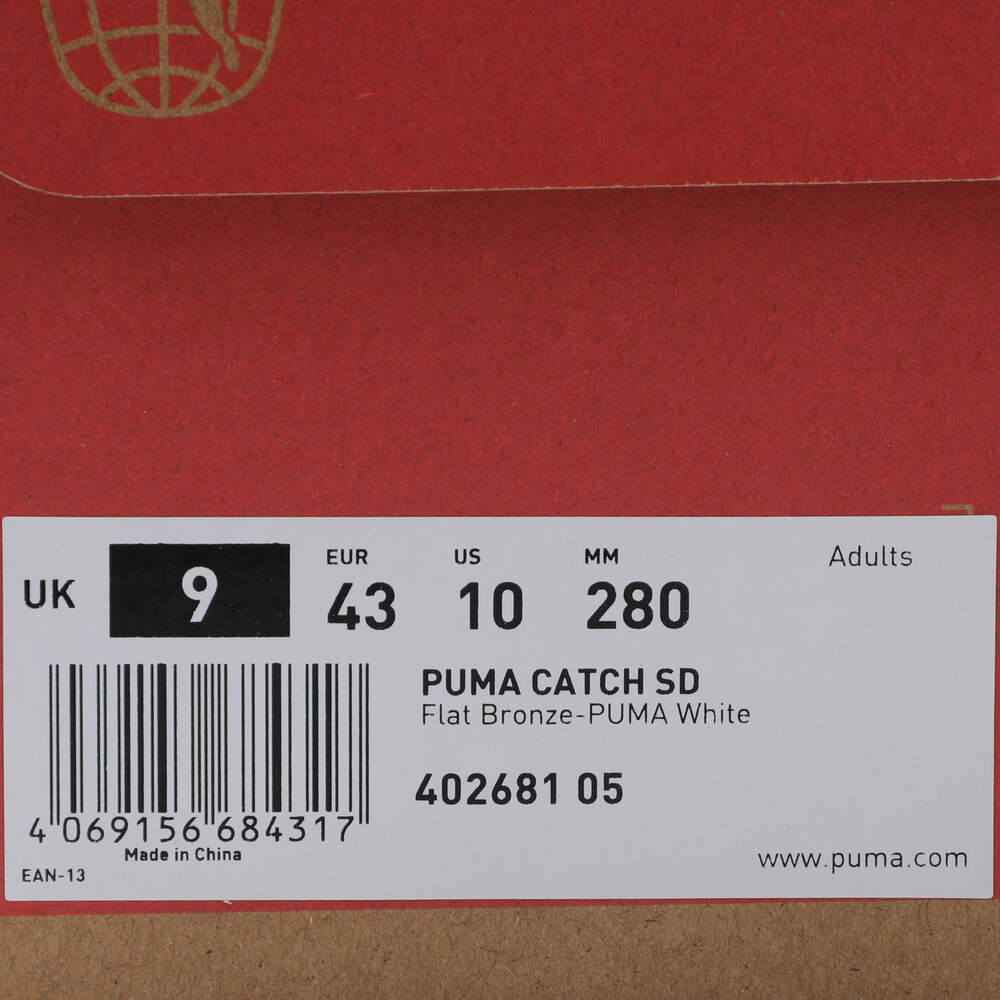 UK 9
EUR 43
US 10
MM 280
Adults
PUMA CATCH SD
Flat Bronze-PUMA White
402681 05
4 069156 684317
Made in China
EAN-13
www.puma.com